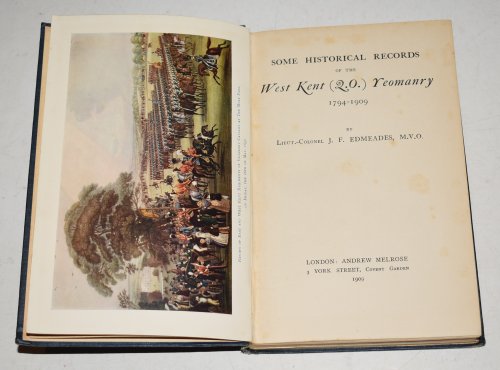 SOME HISTORICAL RECORDS
OF THE
West Kent (Q.O.) Yeomanry
1794-1909
BY
LIEUT.-COLONEL J. F. EDMEADES, M.V.O.
LONDON: ANDREW MELROSE
3 YORK STREET, COVENT GARDEN
1909